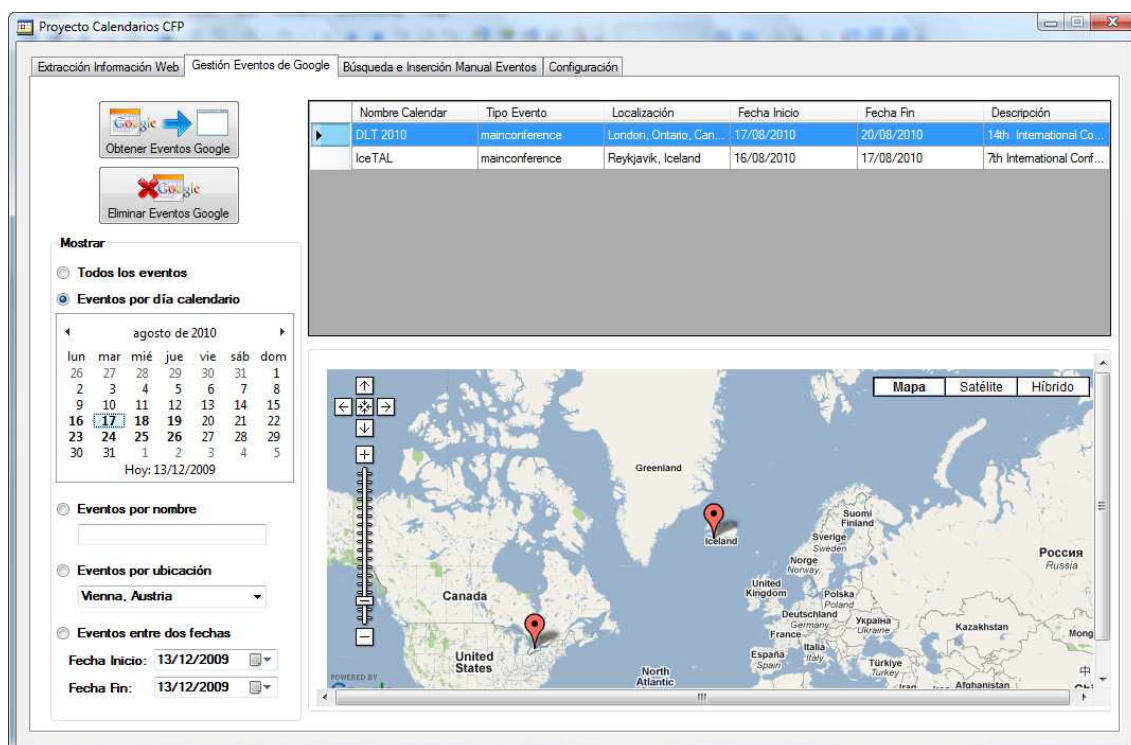 Proyecto Calendarios CFP
Extracción Información Web
Gestión Eventos de Google
Búsqueda e Inserción Manual Eventos
Configuración
Google
Obtener Eventos Google
Google
Eliminar Eventos Google
Nombre Calendar Tipo Evento Localización Fecha Inicio Fecha Fin Descripción
DLT 2010 mainconference London, Ontario, Can... 17/08/2010 20/08/2010 14th International Co...
IceTAL mainconference Reykjavik, Iceland 16/08/2010 17/08/2010 7th International Conf...
Mostrar
Todos los eventos
Eventos por día calendario
agosto de 2010
lun mar mié jue vie sáb dom
26 27 28 29 30 31 1
2 3 4 5 6 7 8
9 10 11 12 13 14 15
16 17 18 19 20 21 22
23 24 25 26 27 28 29
30 31 1 2 3 4 5
Hoy: 13/12/2009
Eventos por nombre
Eventos por ubicación
Vienna, Austria
Eventos entre dos fechas
Fecha Inicio: 13/12/2009
Fecha Fin: 13/12/2009
Mapa Satélite Híbrido
Greenland
Iceland
Suomi
Finland
Sverige
Sweden
Norge
Norway
Россия
Russia
United
Kingdom
Polska
Poland
Deutschland
Germany
Україна
Ukraine
Kazakhstan
Mong
France
Italia
Italy
España
Spain
Türkiye
Turkey
Iran
Afghanistan
中
Canada
United
States
North
Atlantic
POWERED BY